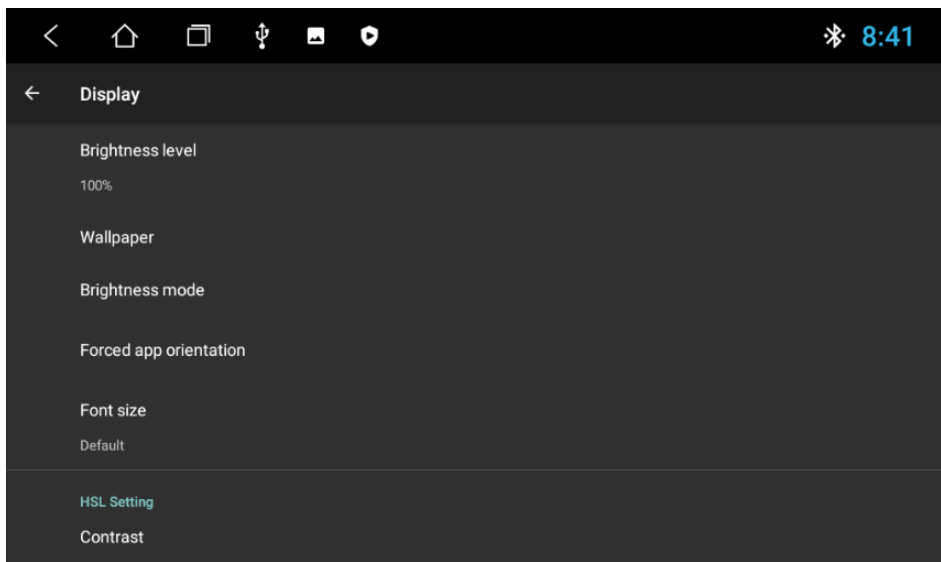 8:41
Display
Brightness level
100%
Wallpaper
Brightness mode
Forced app orientation
Font size
Default
HSL Setting
Contrast